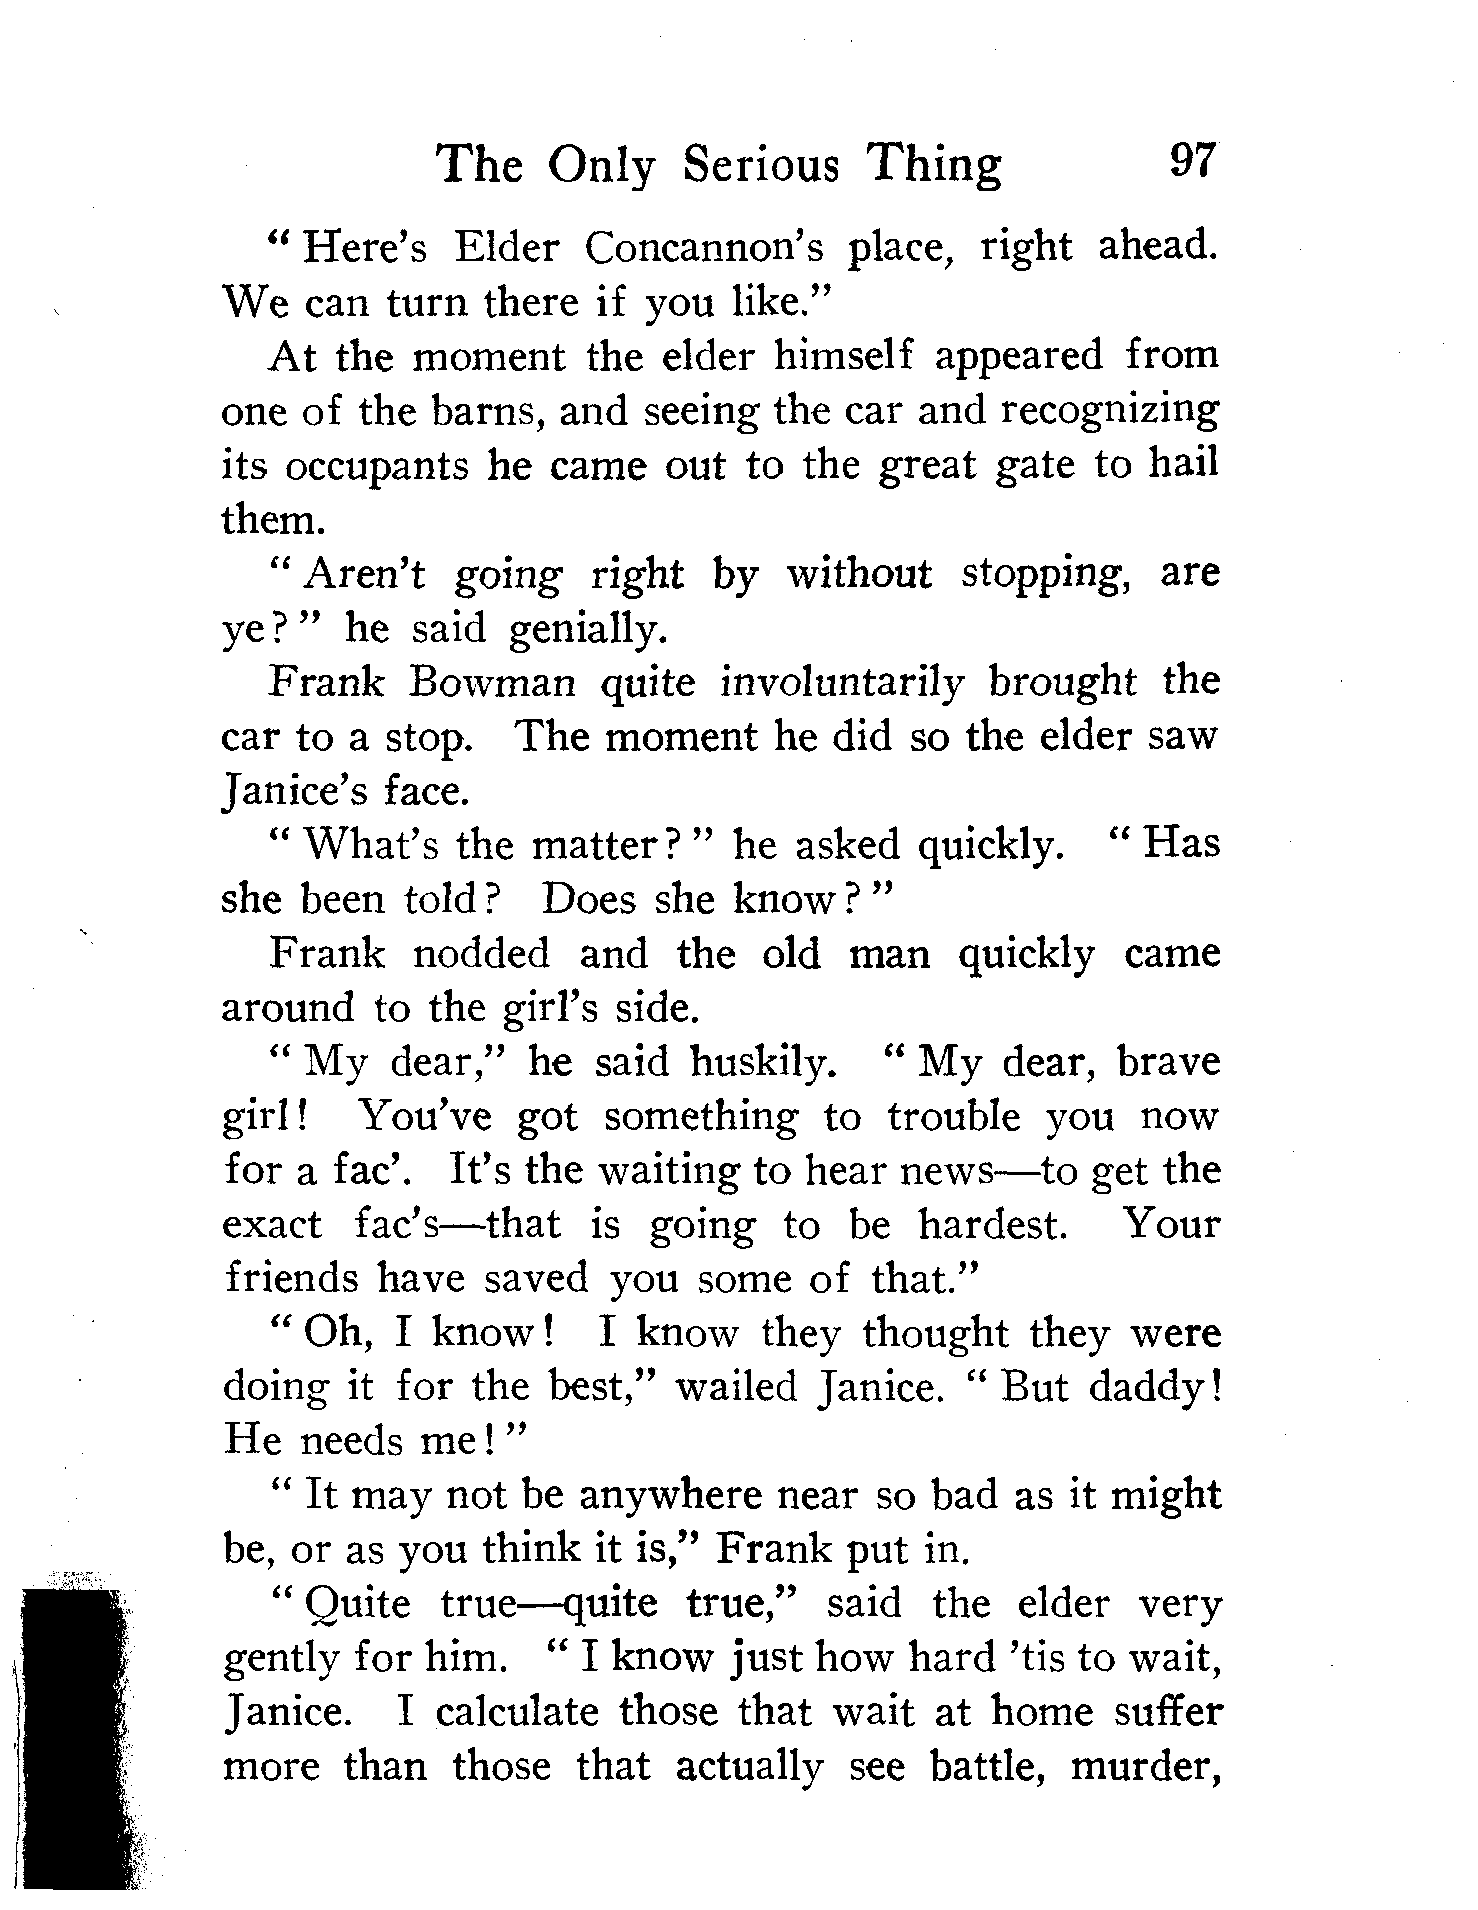 The Only Serious Thing 97
“ Here’s Elder Concannon’s place, right ahead.
We can turn there if you like.”
At the moment the elder himself appeared from
one of the barns, and seeing the car and recognizing
its occupants he came out to the great gate to hail
them.
“ Aren’t going right by without stopping, are
ye? ” he said genially.
Frank Bowman quite involuntarily brought the
car to a stop. The moment he did so the elder saw
Janice’s face.
“ What’s the matter? ” he asked quickly. “ Has
she been told? Does she know? ”
Frank nodded and the old man quickly came
around to the girl’s side.
“ My dear,” he said huskily. “ My dear, brave
girl! You’ve got something to trouble you now
for a fac’. It’s the waiting to hear news—to get the
exact fac’s—that is going to be hardest. Your
friends have saved you some of that.”
“ Oh, I know! I know they thought they were
doing it for the best,” wailed Janice. “ But daddy!
He needs me! ”
“ It may not be anywhere near so bad as it might
be, or as you think it is,” Frank put in.
“ Quite true—quite true,” said the elder very
gently for him. “ I know just how hard ’tis to wait,
Janice. I calculate those that wait at home suffer
more than those that actually see battle, murder,